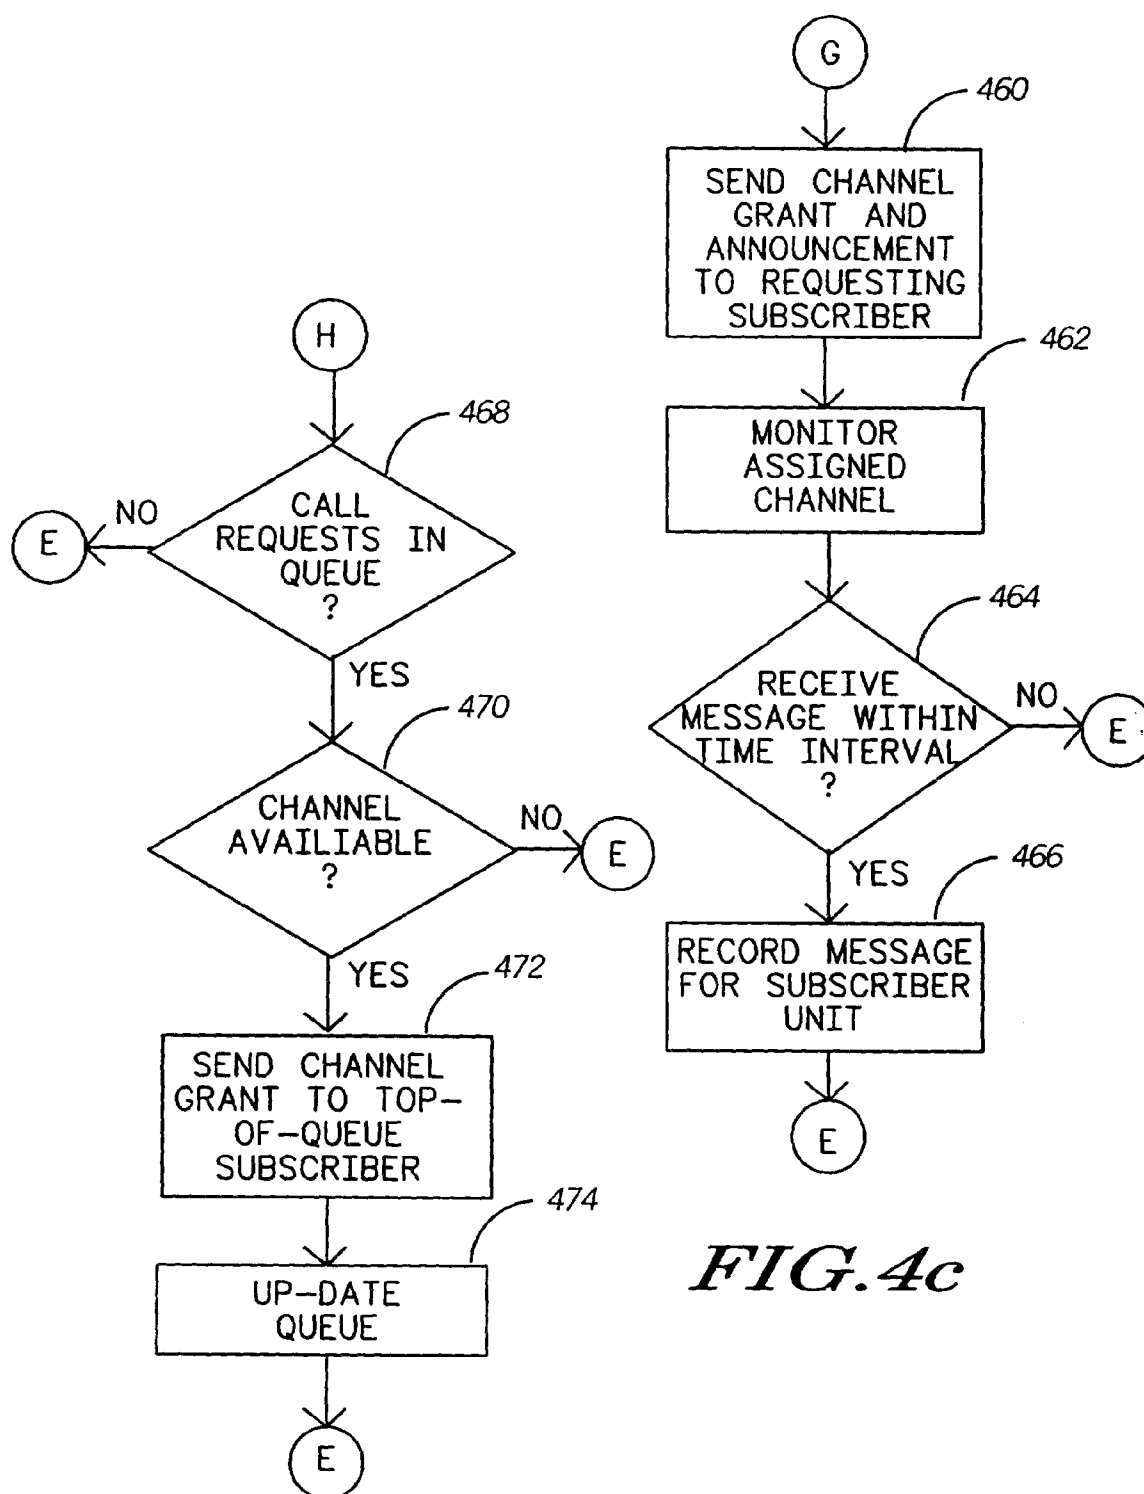 H
468
CALL
REQUESTS IN
QUEUE
?
NO
E
YES
470
CHANNEL
AVAILIABLE
?
NO
E
YES
472
SEND CHANNEL
GRANT TO TOP-
OF-QUEUE
SUBSCRIBER
474
UP-DATE
QUEUE
E
G
460
SEND CHANNEL
GRANT AND
ANNOUNCEMENT
TO REQUESTING
SUBSCRIBER
462
MONITOR
ASSIGNED
CHANNEL
464
RECEIVE
MESSAGE WITHIN
TIME INTERVAL
?
NO
E
YES
466
RECORD MESSAGE
FOR SUBSCRIBER
UNIT
E
FIG.4c